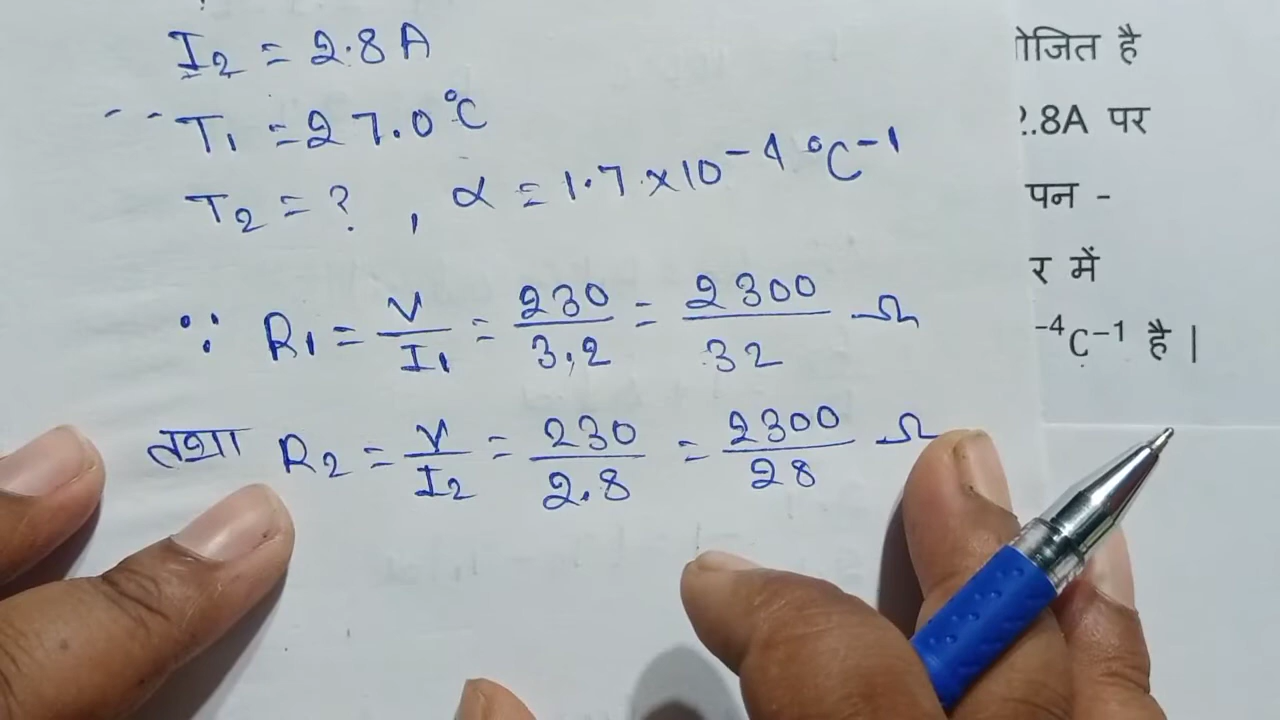 I₂ = 2.8 A
T₁ = 27.0 °C
T₂ = ? , α = 1.7 × 10⁻⁴ °C⁻¹
∵ R₁ = V/I₁ = 230/3.2 = 2300/32 Ω
तथा R₂ = V/I₂ = 230/2.8 = 2300/28 Ω
है
.8A पर
पन -
र में
⁻⁴C⁻¹ है |